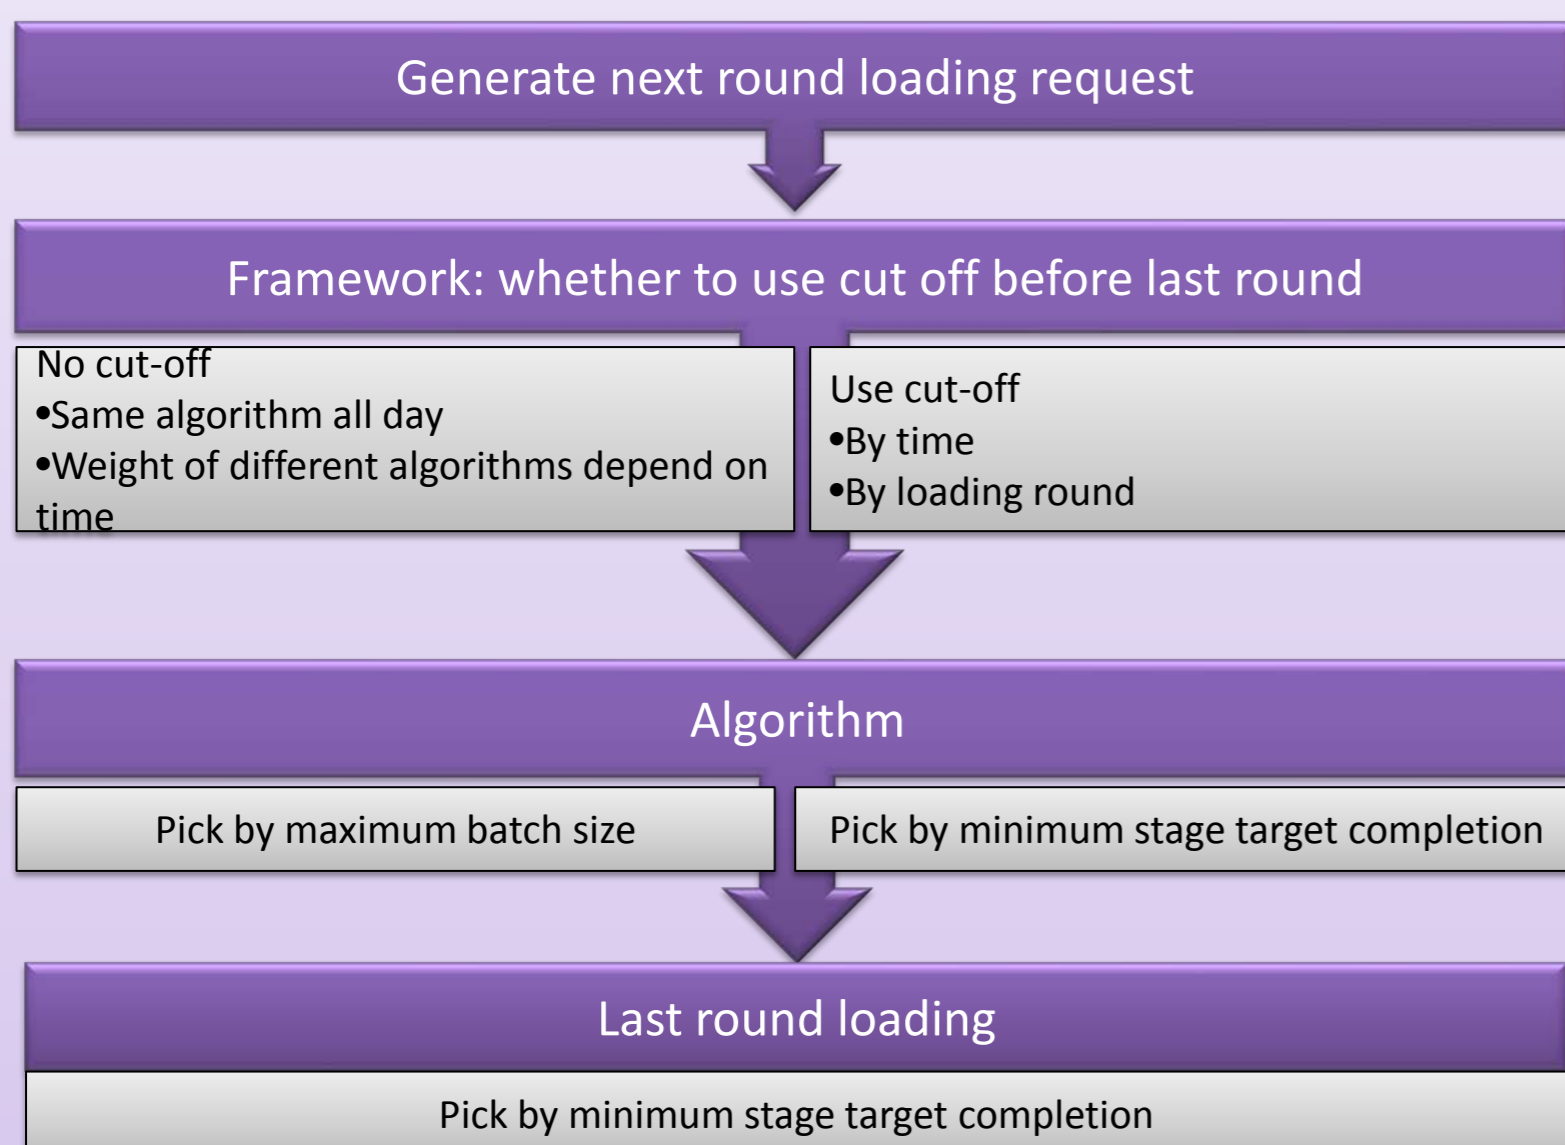 Generate next round loading request
Framework: whether to use cut off before last round
No cut-off
•Same algorithm all day
•Weight of different algorithms depend on
time
Use cut-off
•By time
•By loading round
Algorithm
Pick by maximum batch size
Pick by minimum stage target completion
Last round loading
Pick by minimum stage target completion